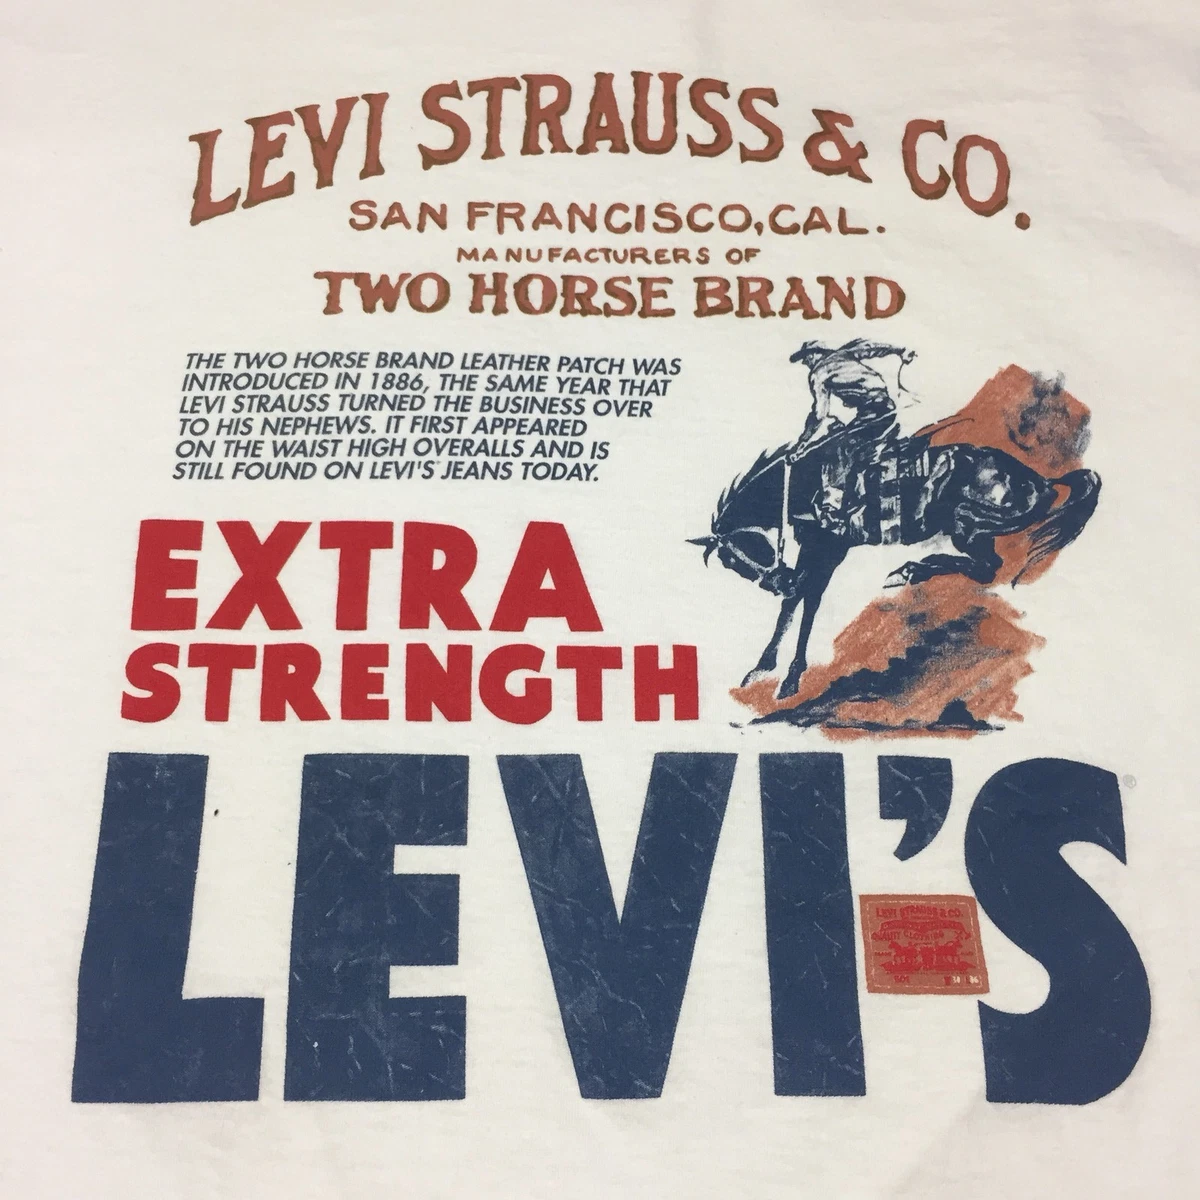 LEVI STRAUSS & CO.
SAN FRANCISCO, CAL.
MANUFACTURERS OF
TWO HORSE BRAND
THE TWO HORSE BRAND LEATHER PATCH WAS
INTRODUCED IN 1886, THE SAME YEAR THAT
LEVI STRAUSS TURNED THE BUSINESS OVER
TO HIS NEPHEWS. IT FIRST APPEARED
ON THE WAIST HIGH OVERALLS AND IS
STILL FOUND ON LEVI'S JEANS TODAY.
EXTRA
STRENGTH
LEVI'S®
LEVI STRAUSS & CO.
QUALITY CLOTHING